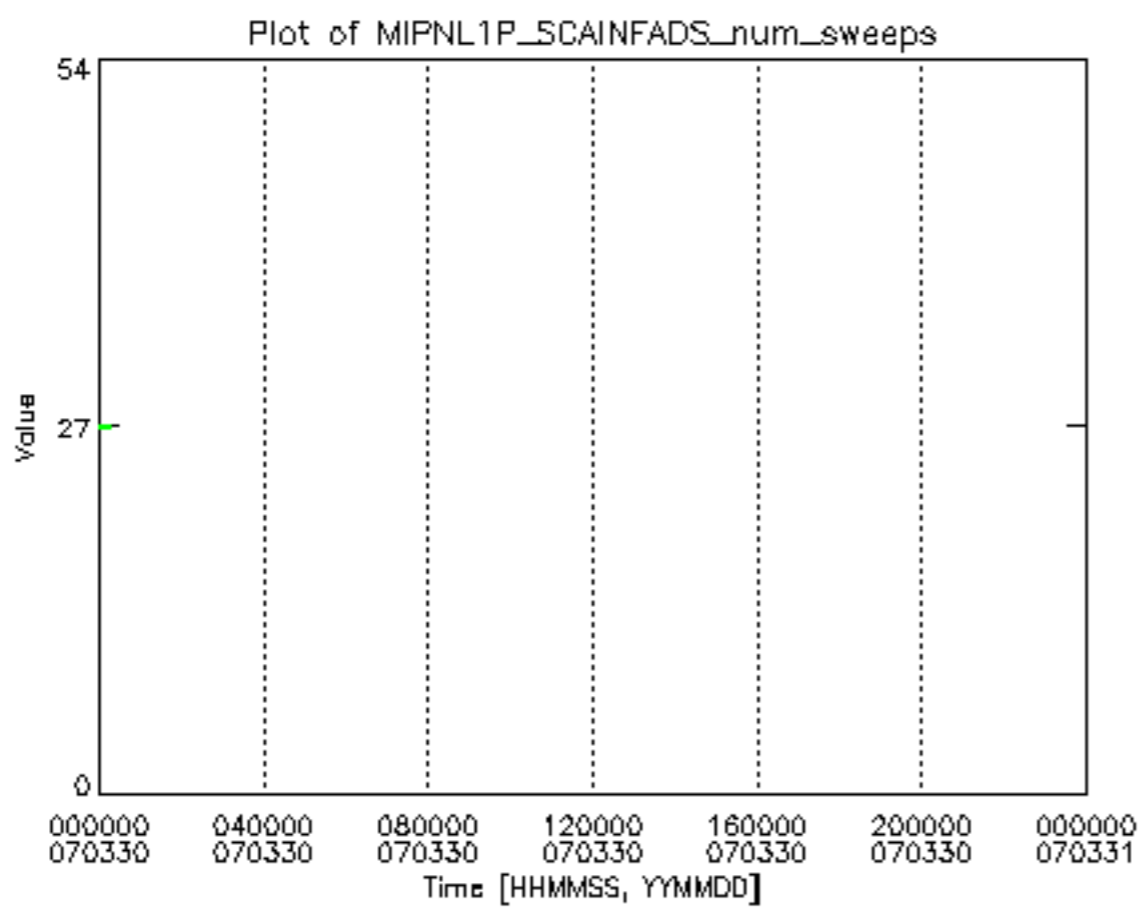 Plot of MIPNL1P_SCAINFADS_num_sweeps
54
Value
27
0
000000 040000 080000 120000 160000 200000 000000
070330 070330 070330 070330 070330 070330 070331
Time [HHMMSS, YYMMDD]